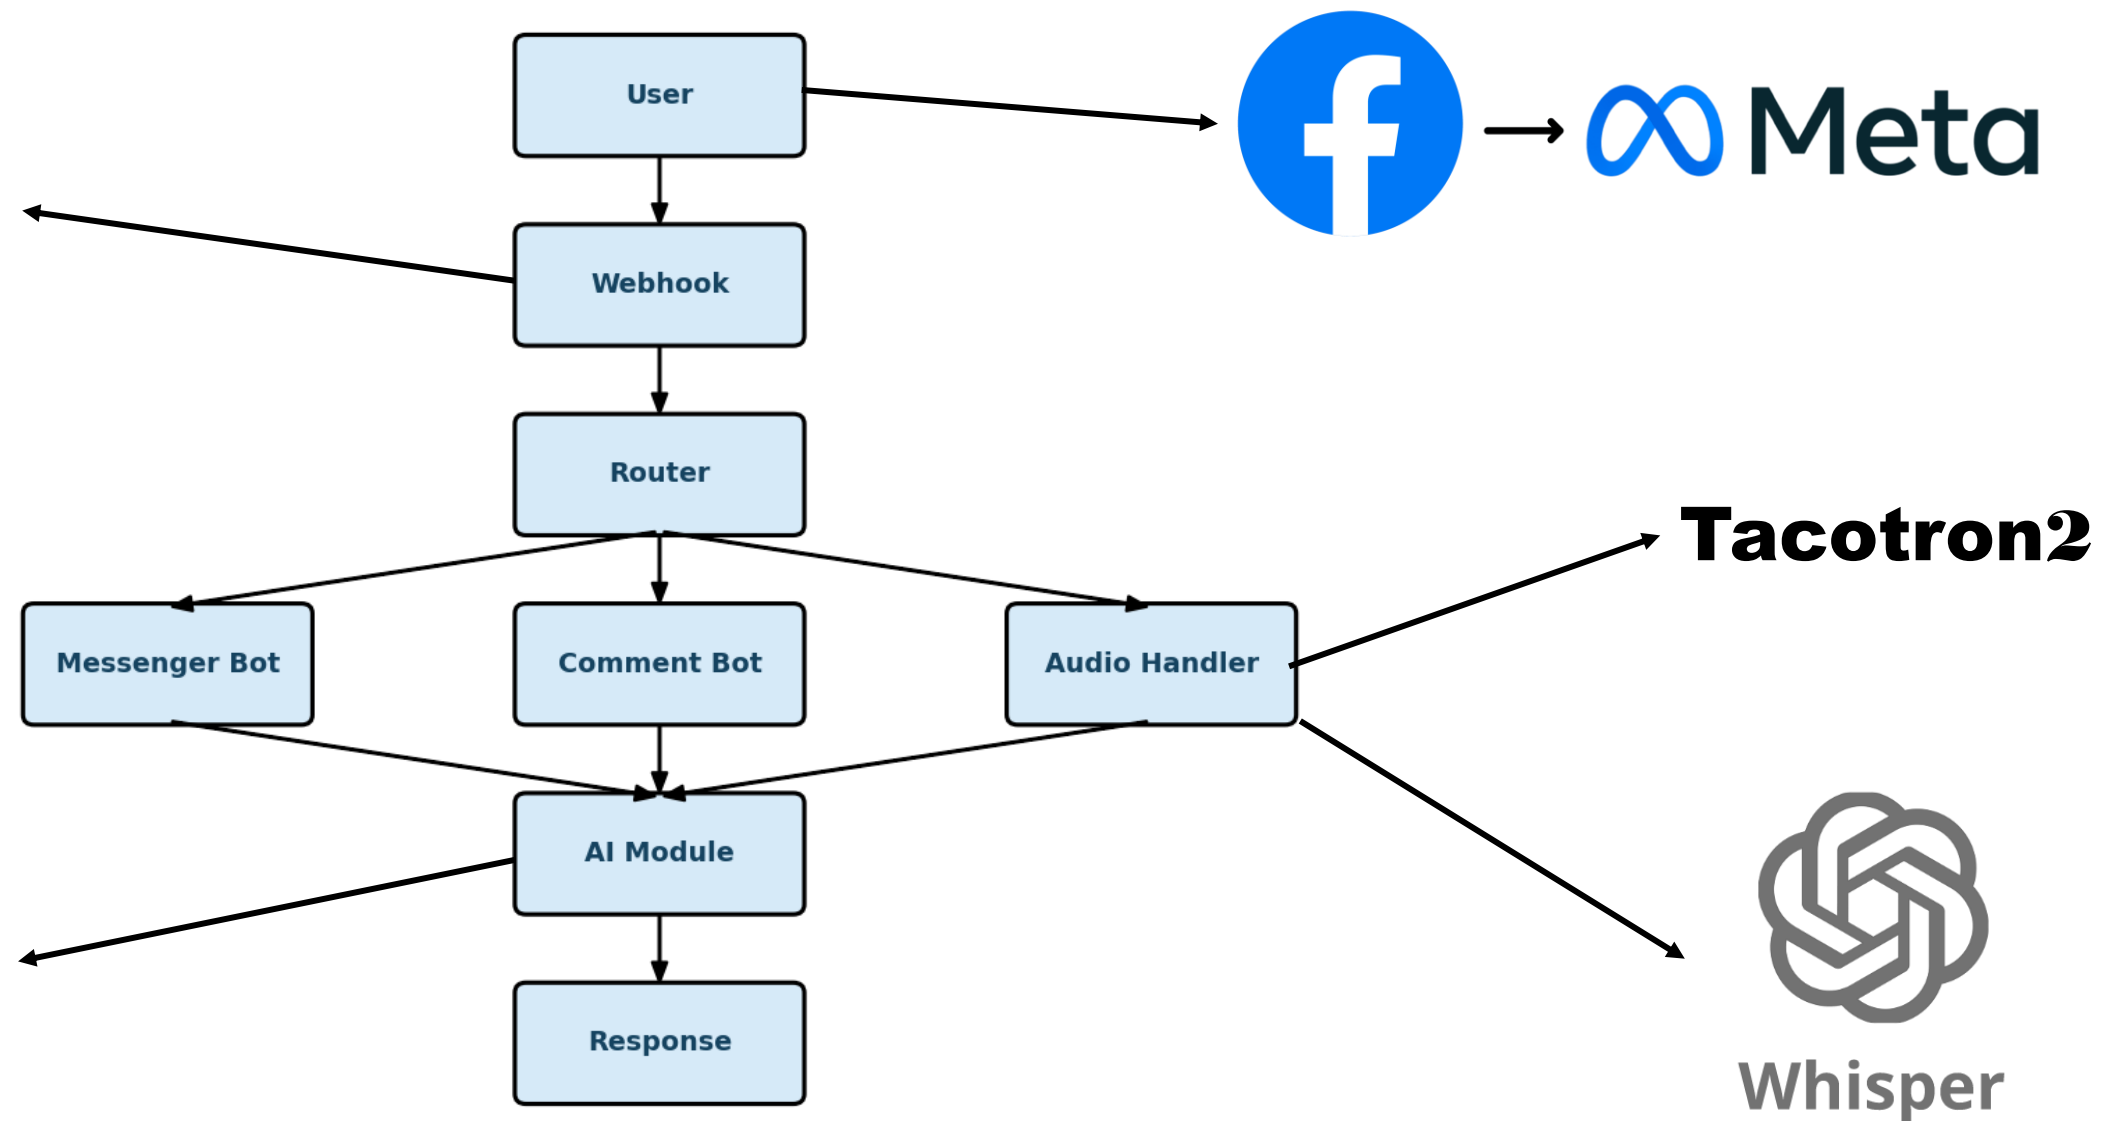 User
Meta
Webhook
Router
Tacotron2
Messenger Bot
Comment Bot
Audio Handler
AI Module
Response
Whisper